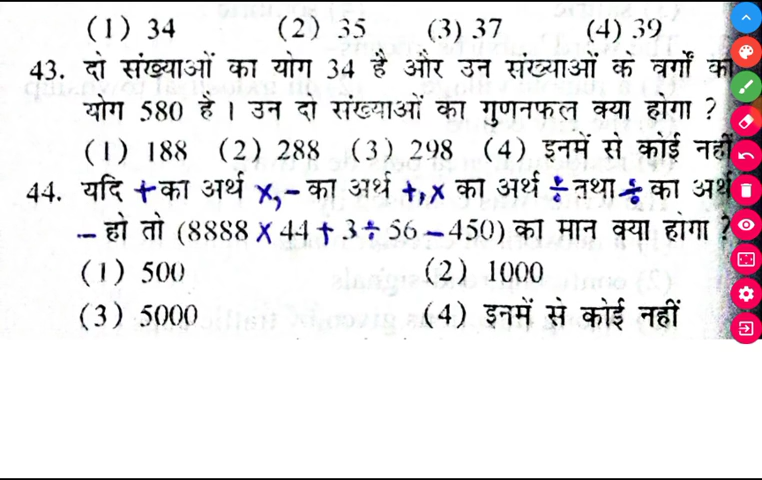 (1) 34 (2) 35 (3) 37 (4) 39
43. दो संख्याओं का योग 34 है और उन संख्याओं के वर्गों का
योग 580 है । उन दो संख्याओं का गुणनफल क्या होगा ?
(1) 188 (2) 288 (3) 298 (4) इनमें से कोई नहीं
44. यदि + का अर्थ ×, - का अर्थ +, × का अर्थ ÷ तथा ÷ का अर्थ
- हो तो (8888 × 44 + 3 ÷ 56 - 450) का मान क्या होगा ?
(1) 500 (2) 1000
(3) 5000 (4) इनमें से कोई नहीं